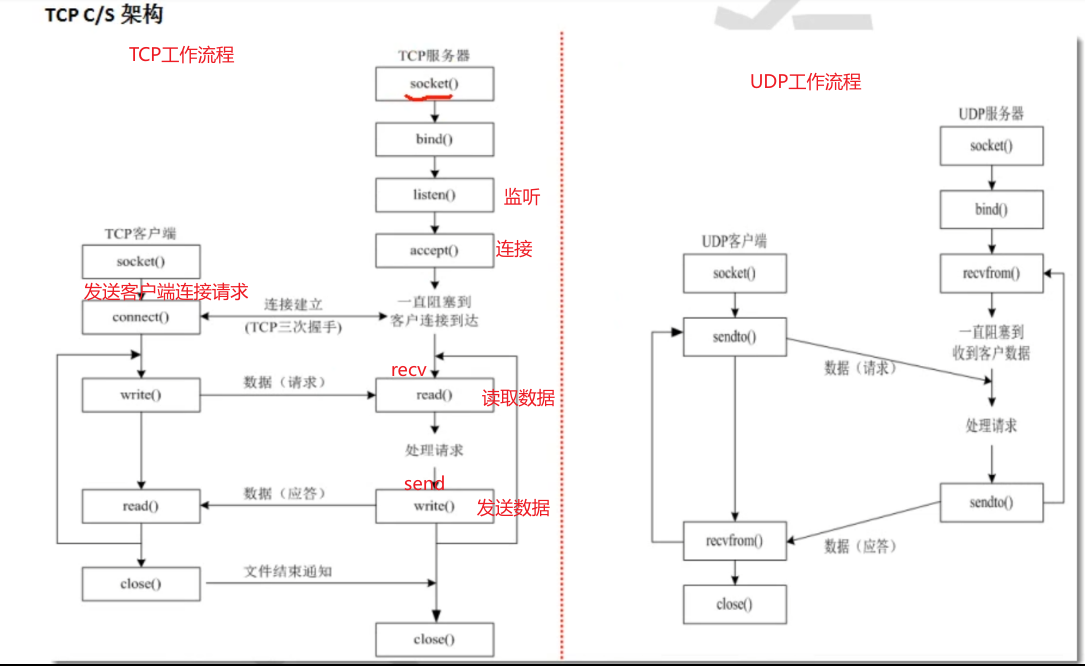 TCP C/S 架构
TCP工作流程
TCP服务器
socket()
bind()
listen()
监听
accept()
连接
一直阻塞到
客户连接到达
TCP客户端
socket()
发送客户端连接请求
connect()
连接建立
(TCP三次握手)
write()
数据（请求）
recv
read()
读取数据
处理请求
send
write()
发送数据
数据（应答）
read()
close()
文件结束通知
close()
UDP工作流程
UDP服务器
socket()
bind()
recvfrom()
一直阻塞到
收到客户数据
处理请求
sendto()
UDP客户端
socket()
sendto()
数据（请求）
recvfrom()
数据（应答）
close()